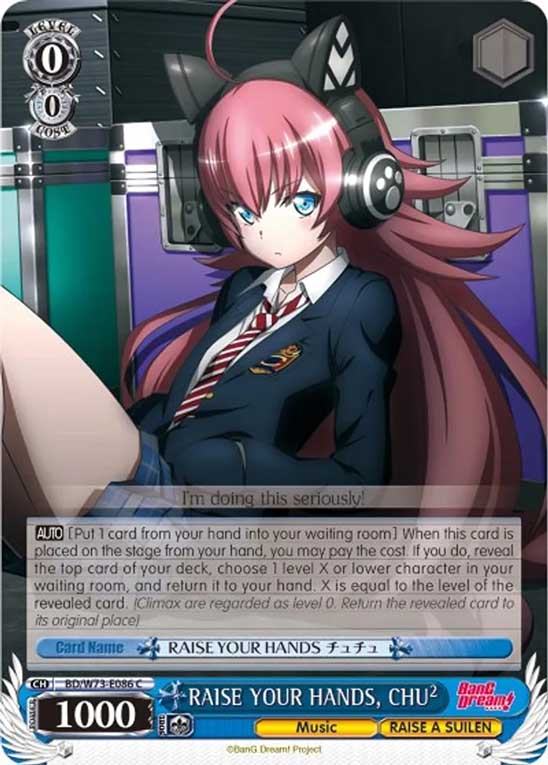 LEVEL
0
0
COST
I'm doing this seriously!
AUTO [Put 1 card from your hand into your waiting room] When this card is
placed on the stage from your hand, you may pay the cost. If you do, reveal
the top card of your deck, choose 1 level X or lower character in your
waiting room, and return it to your hand. X is equal to the level of the
revealed card. (Climax are regarded as level 0. Return the revealed card to
its original place)
Card Name RAISE YOUR HANDS チュチュ
CH BD/W73-E086 C
RAISE YOUR HANDS, CHU²
BanG Dream!
POWER 1000
SOUL
Music
RAISE A SUILEN
©BanG Dream! Project